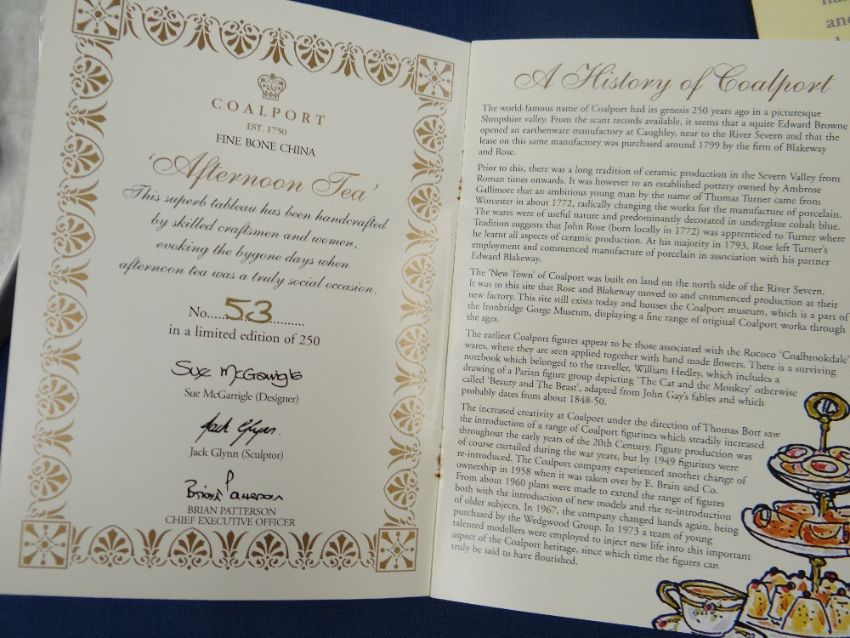 COALPORT
EST. 1750
FINE BONE CHINA
'Afternoon Tea'
This superb tableau has been handcrafted
by skilled craftsmen and women,
evoking the bygone days when
afternoon tea was a truly social occasion.
No.....53..........
in a limited edition of 250
Sue McGarrigle
Sue McGarrigle (Designer)
Jack Glynn
Jack Glynn (Sculptor)
Brian Patterson
BRIAN PATTERSON
CHIEF EXECUTIVE OFFICER
A History of Coalport
The world-famous name of Coalport had its genesis 250 years ago in a picturesque
Shropshire valley. From the scant records available, it seems that a squire Edward Browne
opened an earthenware manufactory at Caughley, near to the River Severn and that the
lease on this same manufactory was purchased around 1799 by the firm of Blakeway
and Rose.
Prior to this, there was a long tradition of ceramic production in the Severn Valley from
Roman times onwards. It was however to an established pottery owned by Ambrose
Gallimore that an ambitious young man by the name of Thomas Turner came from
Worcester in about 1772, radically changing the works for the manufacture of porcelain.
The wares were of useful nature and predominantly decorated in underglaze cobalt blue.
Tradition suggests that John Rose (born locally in 1772) was apprenticed to Turner where
he learnt all aspects of ceramic production. At his majority in 1793, Rose left Turner's
employment and commenced manufacture of porcelain in association with his partner
Edward Blakeway.
The 'New Town' of Coalport was built on land on the north side of the River Severn.
It was to this site that Rose and Blakeway moved to and commenced production at their
new factory. This site still exists today and houses the Coalport museum, which is a part of
the Ironbridge Gorge Museum, displaying a fine range of original Coalport works through
the ages.
The earliest Coalport figures appear to be those associated with the Rococo 'Coalbrookdale'
wares, where they are seen applied together with hand made flowers. There is a surviving
notebook which belonged to the traveller, William Hedley, which includes a
drawing of a Parian figure group depicting 'The Cat and the Monkey' otherwise
called 'Beauty and The Beast', adapted from John Gay's fables and which
probably dates from about 1848-50.
The increased creativity at Coalport under the direction of Thomas Bott saw
the introduction of a range of Coalport figurines which steadily increased
throughout the early years of the 20th Century. Figure production was
of course curtailed during the war years, but by 1949 figurines were
re-introduced. The Coalport company experienced another change of
ownership in 1958 when it was taken over by E. Brain and Co.
From about 1960 plans were made to extend the range of figures
both with the introduction of new models and the re-introduction
of older subjects. In 1967, the company changed hands again, being
purchased by the Wedgwood Group. In 1973 a team of young
talented modellers were employed to inject new life into this important
aspect of the Coalport heritage, since which time the figures can
truly be said to have flourished.